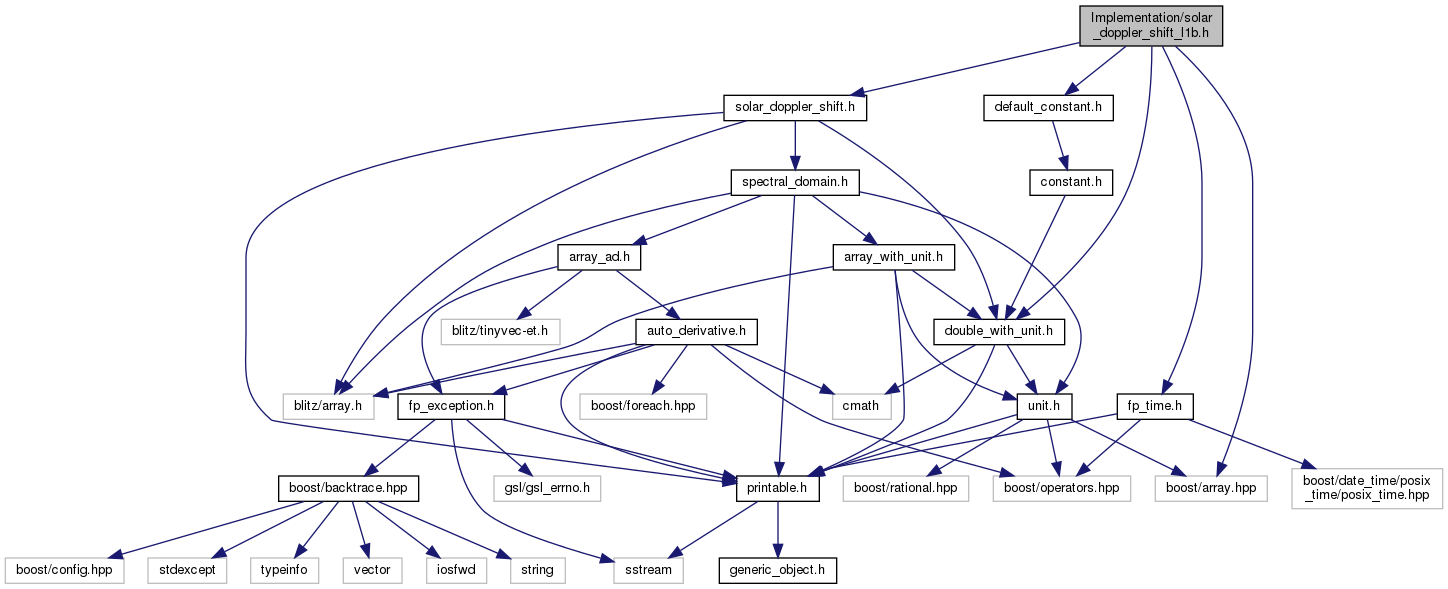 Implementation/solar
_doppler_shift_l1b.h
solar_doppler_shift.h
default_constant.h
spectral_domain.h
constant.h
array_ad.h
array_with_unit.h
blitz/tinyvec-et.h
auto_derivative.h
double_with_unit.h
blitz/array.h
fp_exception.h
boost/foreach.hpp
cmath
unit.h
fp_time.h
boost/backtrace.hpp
gsl/gsl_errno.h
printable.h
boost/rational.hpp
boost/operators.hpp
boost/array.hpp
boost/date_time/posix
_time/posix_time.hpp
boost/config.hpp
stdexcept
typeinfo
vector
iosfwd
string
sstream
generic_object.h